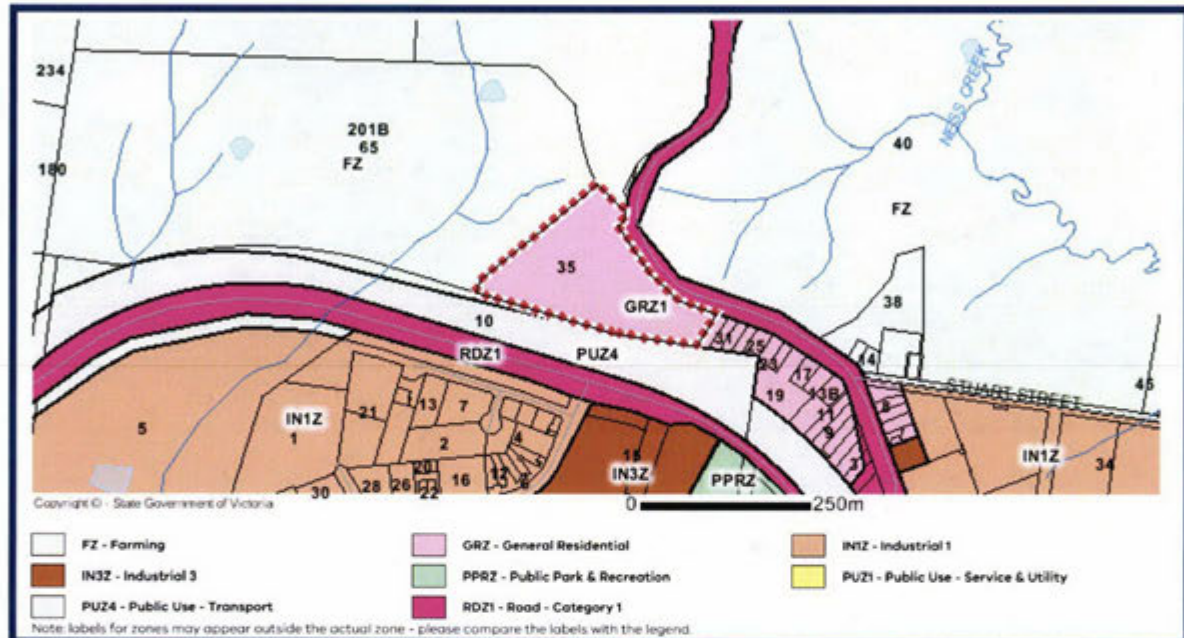 234
201B
65
FZ
180
NEISS CREEK
40
FZ
35
GRZ1
38
10
RDZ1
PUZ4
31
25
23
17
14
13B
19
11
9
8
3
STUART STREET
45
5
IN1Z
1
21
13
7
2
4
20
16
30
28
26
22
12
IN3Z
PPRZ
IN1Z
34
0 250m
Copyright © - State Government of Victoria
FZ - Farming
GRZ - General Residential
IN1Z - Industrial 1
IN3Z - Industrial 3
PPRZ - Public Park & Recreation
PUZ1 - Public Use - Service & Utility
PUZ4 - Public Use - Transport
RDZ1 - Road - Category 1
Note: labels for zones may appear outside the actual zone - please compare the labels with the legend.